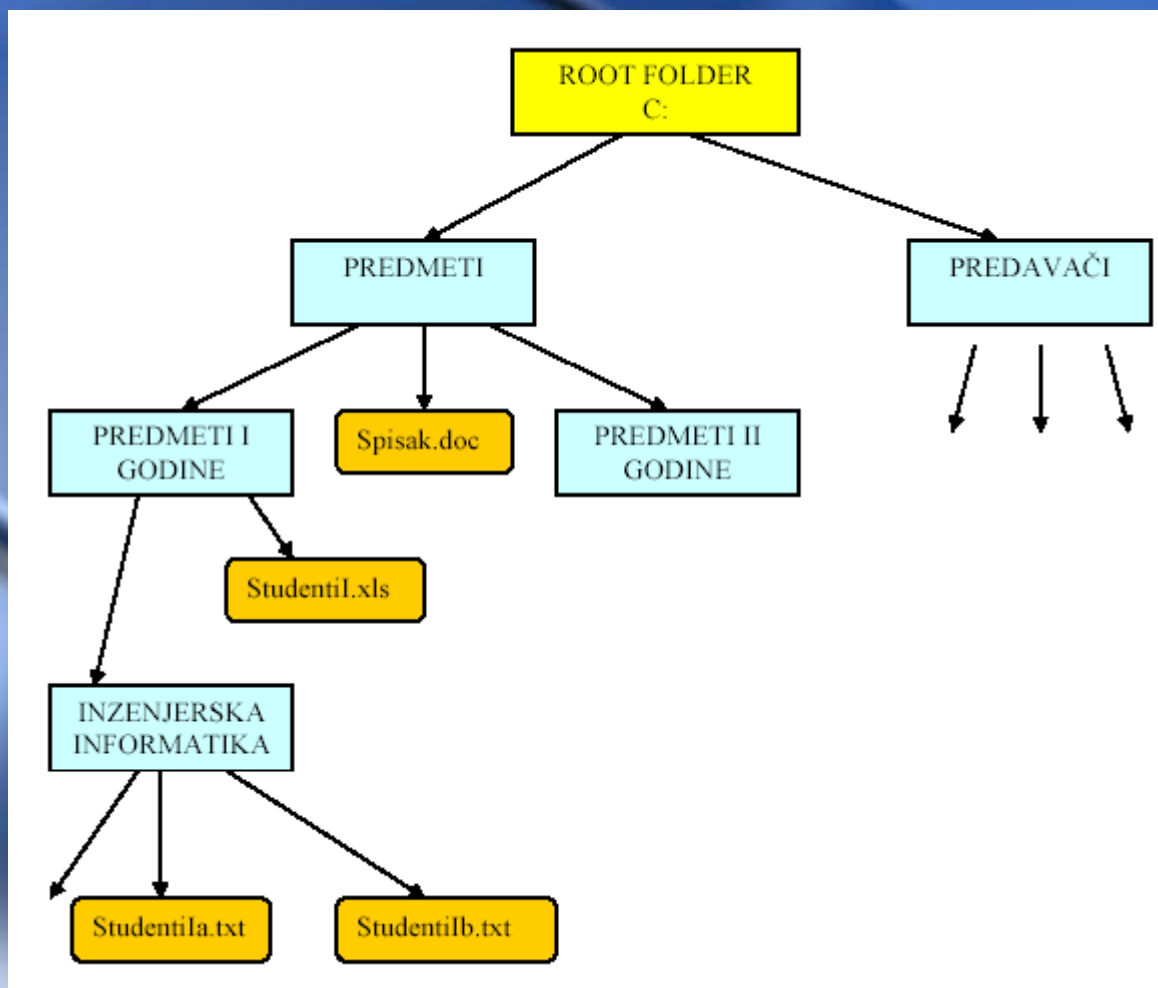 ROOT FOLDER
C:
PREDMETI
PREDAVAČI
PREDMETI I
GODINE
Spisak.doc
PREDMETI II
GODINE
StudentiI.xls
INZENJERSKA
INFORMATIKA
StudentiIa.txt
StudentiIb.txt